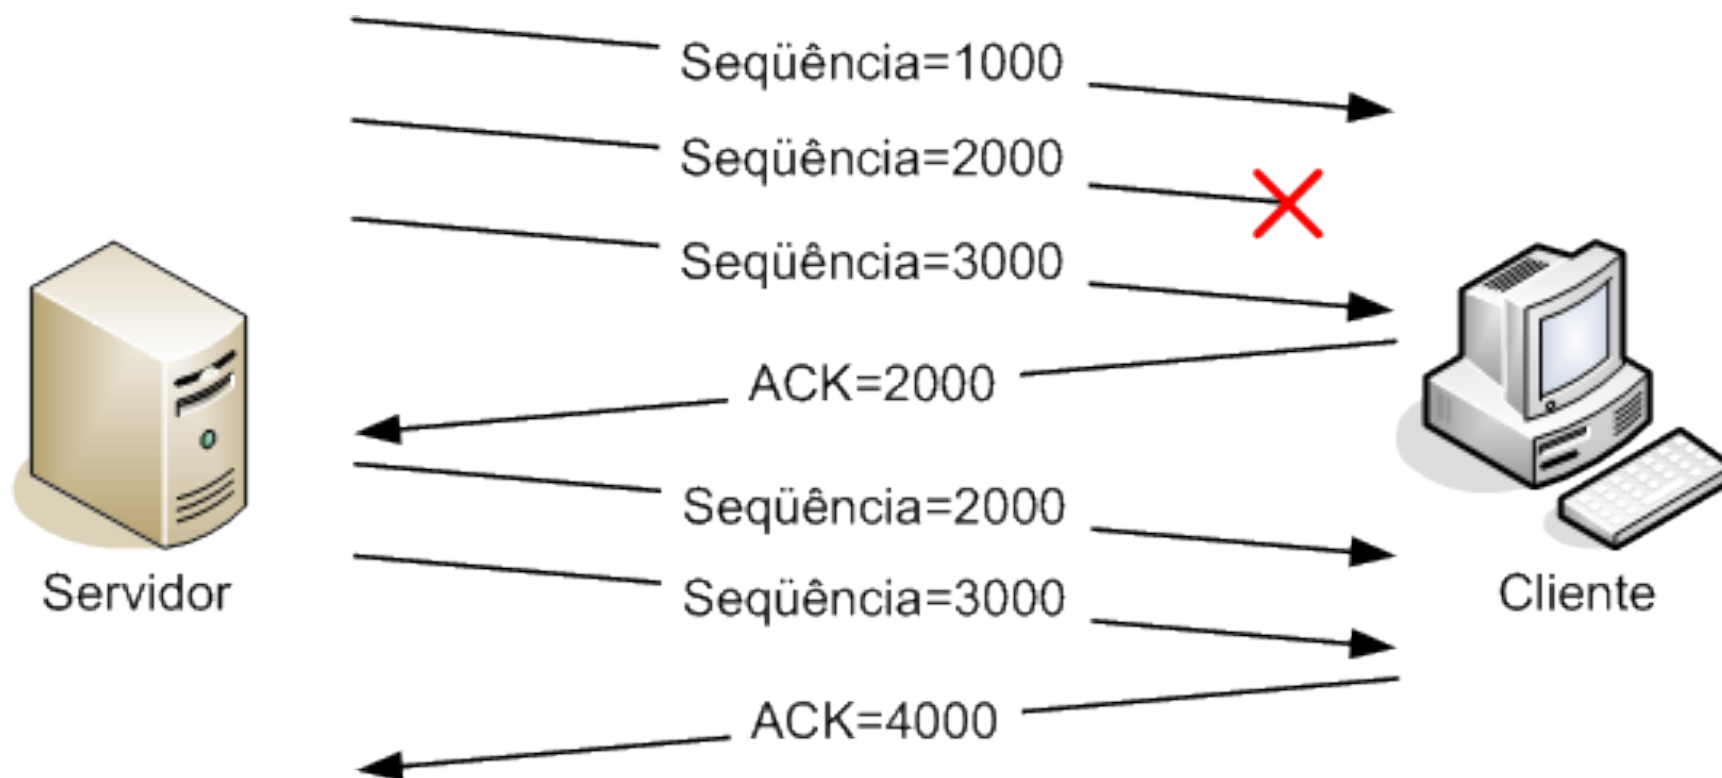 Seqüência=1000
Seqüência=2000
Seqüência=3000
ACK=2000
Seqüência=2000
Seqüência=3000
ACK=4000
Servidor
Cliente